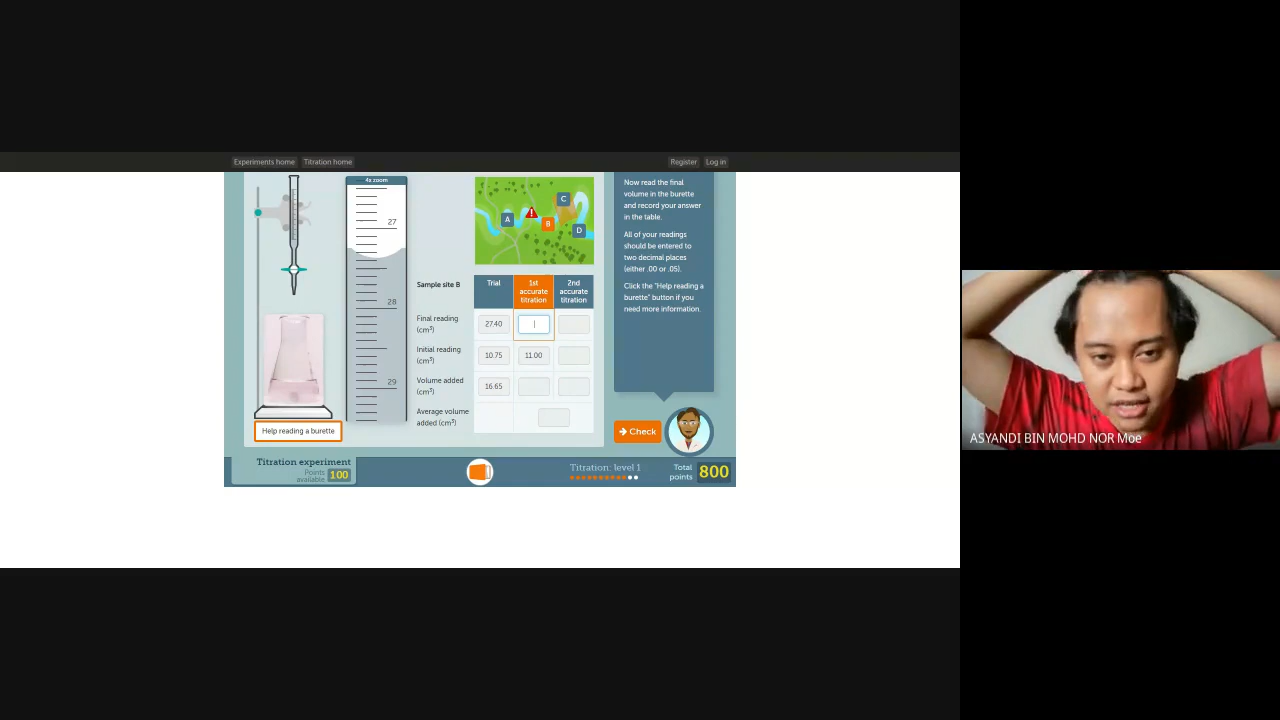 Experiments home
Titration home
Register
Log in
4x zoom
27
28
29
A
B
C
D
Now read the final
volume in the burette
and record your answer
in the table.
All of your readings
should be entered to
two decimal places
(either .00 or .05).
Click the "Help reading a
burette" button if you
need more information.
Sample site B
Trial
1st
accurate
titration
2nd
accurate
titration
Final reading
(cm³)
27.40
Initial reading
(cm³)
10.75
11.00
Volume added
(cm³)
16.65
Average volume
added (cm³)
Help reading a burette
Check
Titration experiment
Points
available
100
Titration: level 1
Total
points
800
ASYANDI BIN MOHD NOR Moe